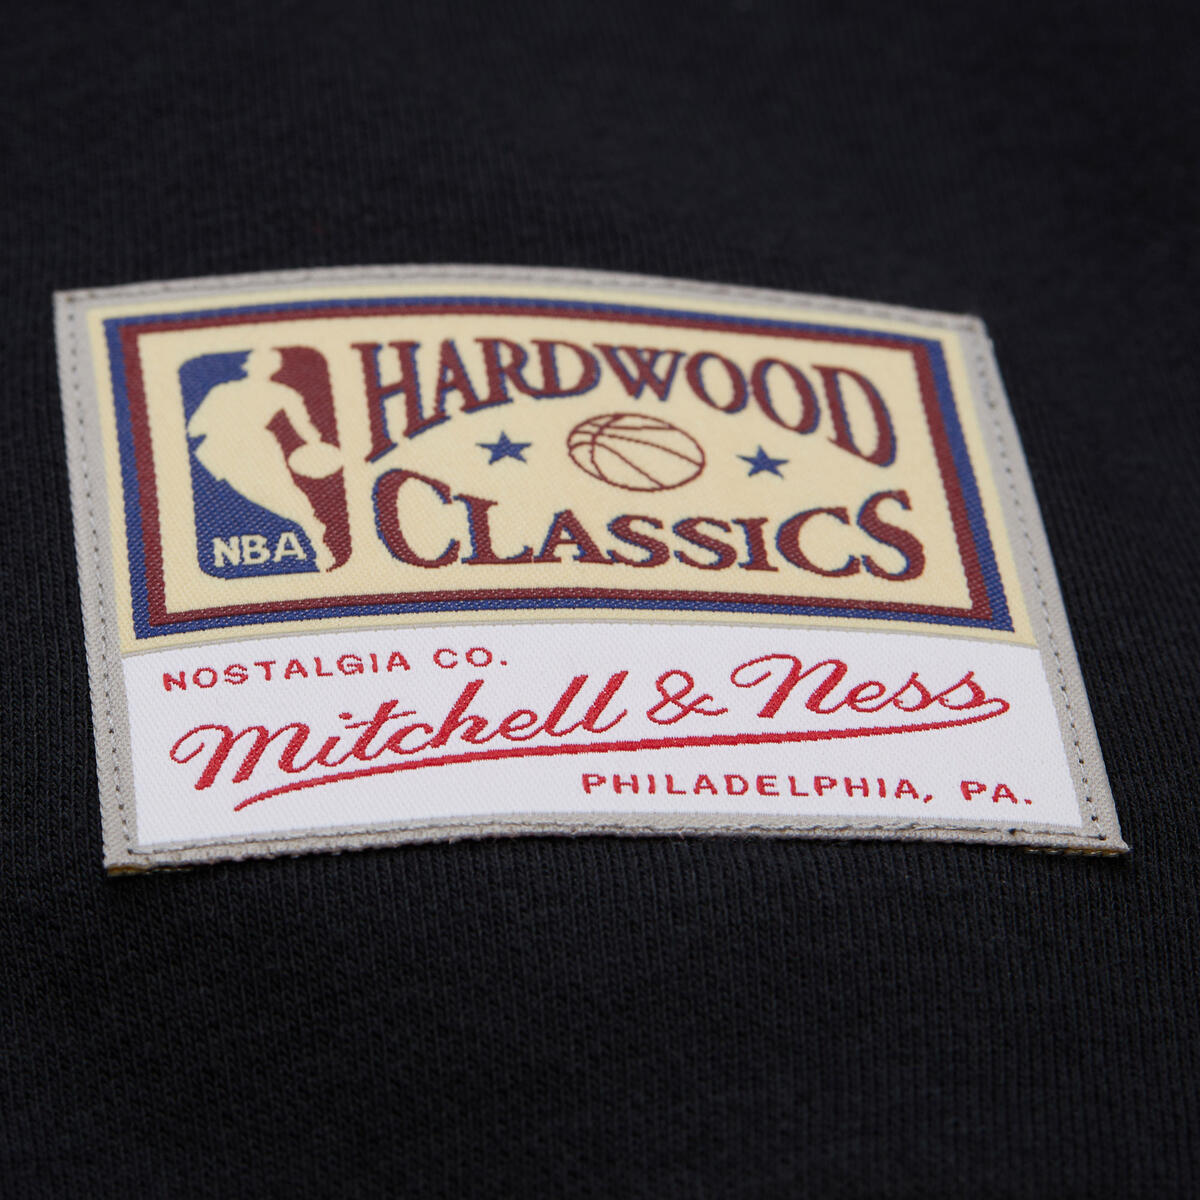 HARDWOOD
CLASSICS
NBA
NOSTALGIA CO.
Mitchell & Ness
PHILADELPHIA, PA.